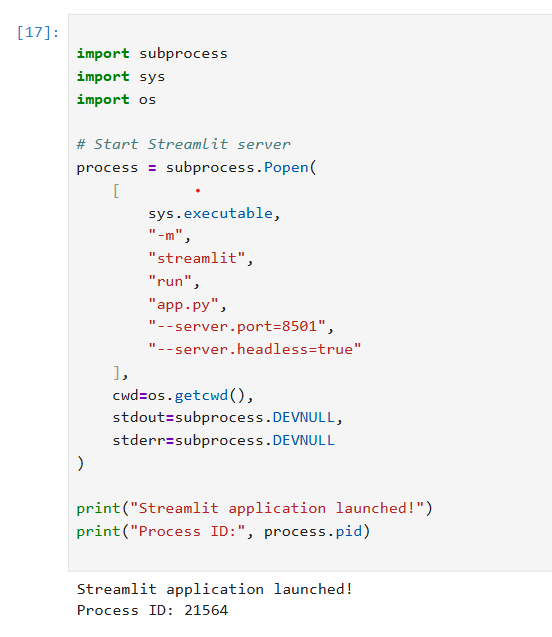 [17]:
import subprocess
import sys
import os
# Start Streamlit server
process = subprocess.Popen(
[
sys.executable,
"-m",
"streamlit",
"run",
"app.py",
"--server.port=8501",
"--server.headless=true"
],
cwd=os.getcwd(),
stdout=subprocess.DEVNULL,
stderr=subprocess.DEVNULL
)
print("Streamlit application launched!")
print("Process ID:", process.pid)
Streamlit application launched!
Process ID: 21564